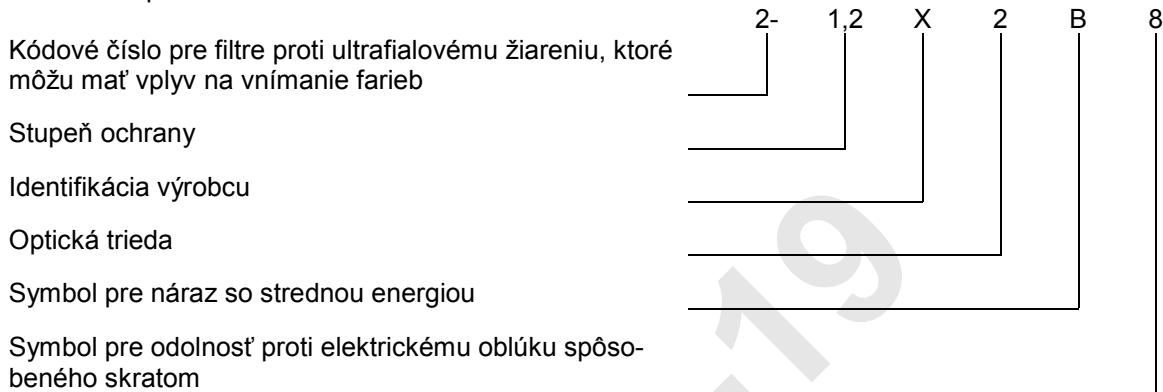 2- 1,2 X 2 B 8
Kódové číslo pre filtre proti ultrafialovému žiareniu, ktoré
môžu mať vplyv na vnímanie farieb
Stupeň ochrany
Identifikácia výrobcu
Optická trieda
Symbol pre náraz so strednou energiou
Symbol pre odolnosť proti elektrickému oblúku spôso-
beného skratom
19